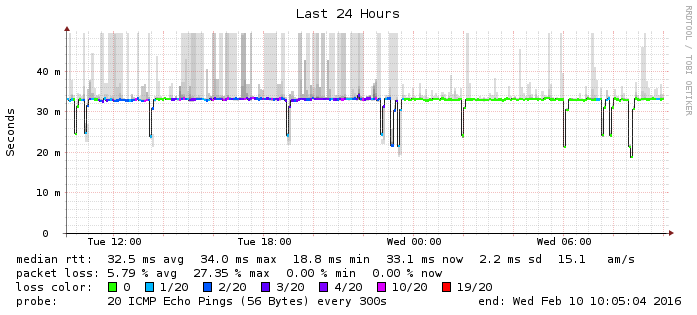 Last 24 Hours
RRDTOOL / TOBI OETIKER
Seconds
40 m
30 m
20 m
10 m
0
Tue 12:00 Tue 18:00 Wed 00:00 Wed 06:00
median rtt: 32.5 ms avg 34.0 ms max 18.8 ms min 33.1 ms now 2.2 ms sd 15.1 am/s
packet loss: 5.79 % avg 27.35 % max 0.00 % min 0.00 % now
loss color: 0 1/20 2/20 3/20 4/20 10/20 19/20
probe: 20 ICMP Echo Pings (56 Bytes) every 300s end: Wed Feb 10 10:05:04 2016